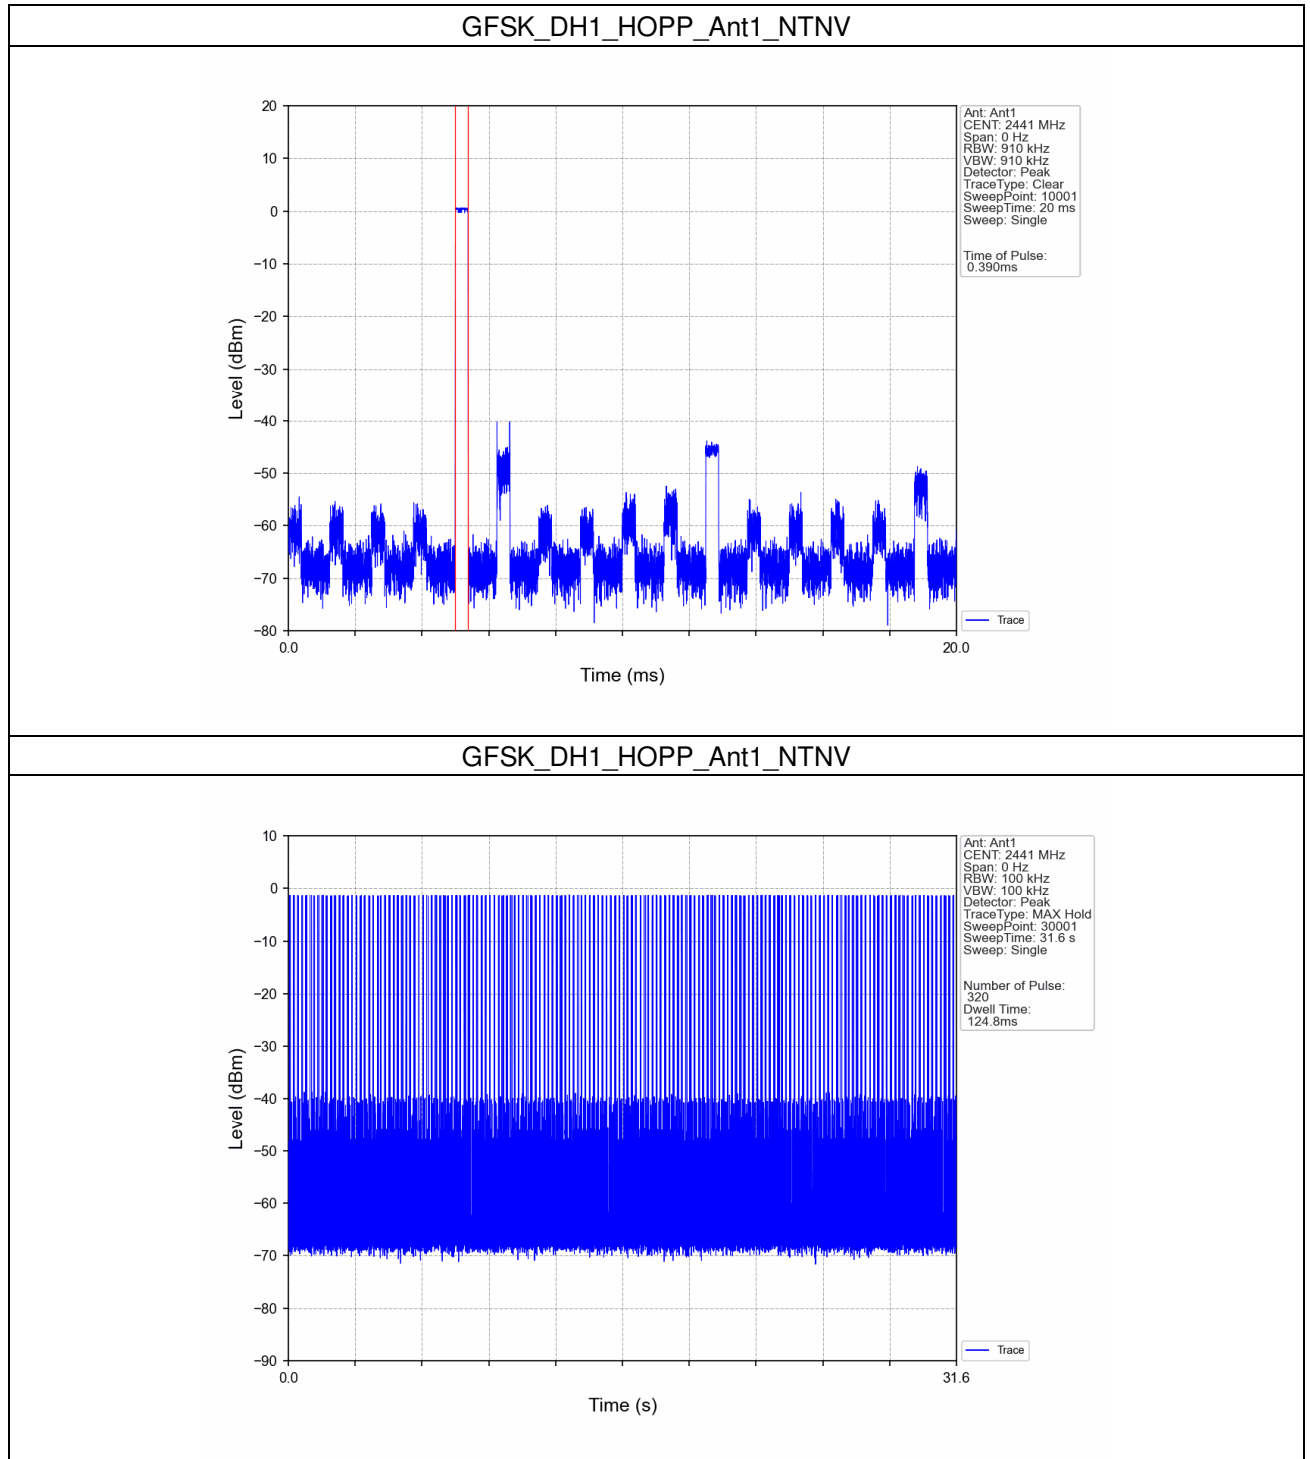 GFSK_DH1_HOPP_Ant1_NTNV
20
10
0
−10
−20
−30
−40
−50
−60
−70
−80
Level (dBm)
0.0
20.0
Time (ms)
Ant: Ant1
CENT: 2441 MHz
Span: 0 Hz
RBW: 910 kHz
VBW: 910 kHz
Detector: Peak
TraceType: Clear
SweepPoint: 10001
SweepTime: 20 ms
Sweep: Single
Time of Pulse:
0.390ms
Trace
GFSK_DH1_HOPP_Ant1_NTNV
10
0
−10
−20
−30
−40
−50
−60
−70
−80
−90
Level (dBm)
0.0
31.6
Time (s)
Ant: Ant1
CENT: 2441 MHz
Span: 0 Hz
RBW: 100 kHz
VBW: 100 kHz
Detector: Peak
TraceType: MAX Hold
SweepPoint: 30001
SweepTime: 31.6 s
Sweep: Single
Number of Pulse:
320
Dwell Time:
124.8ms
Trace